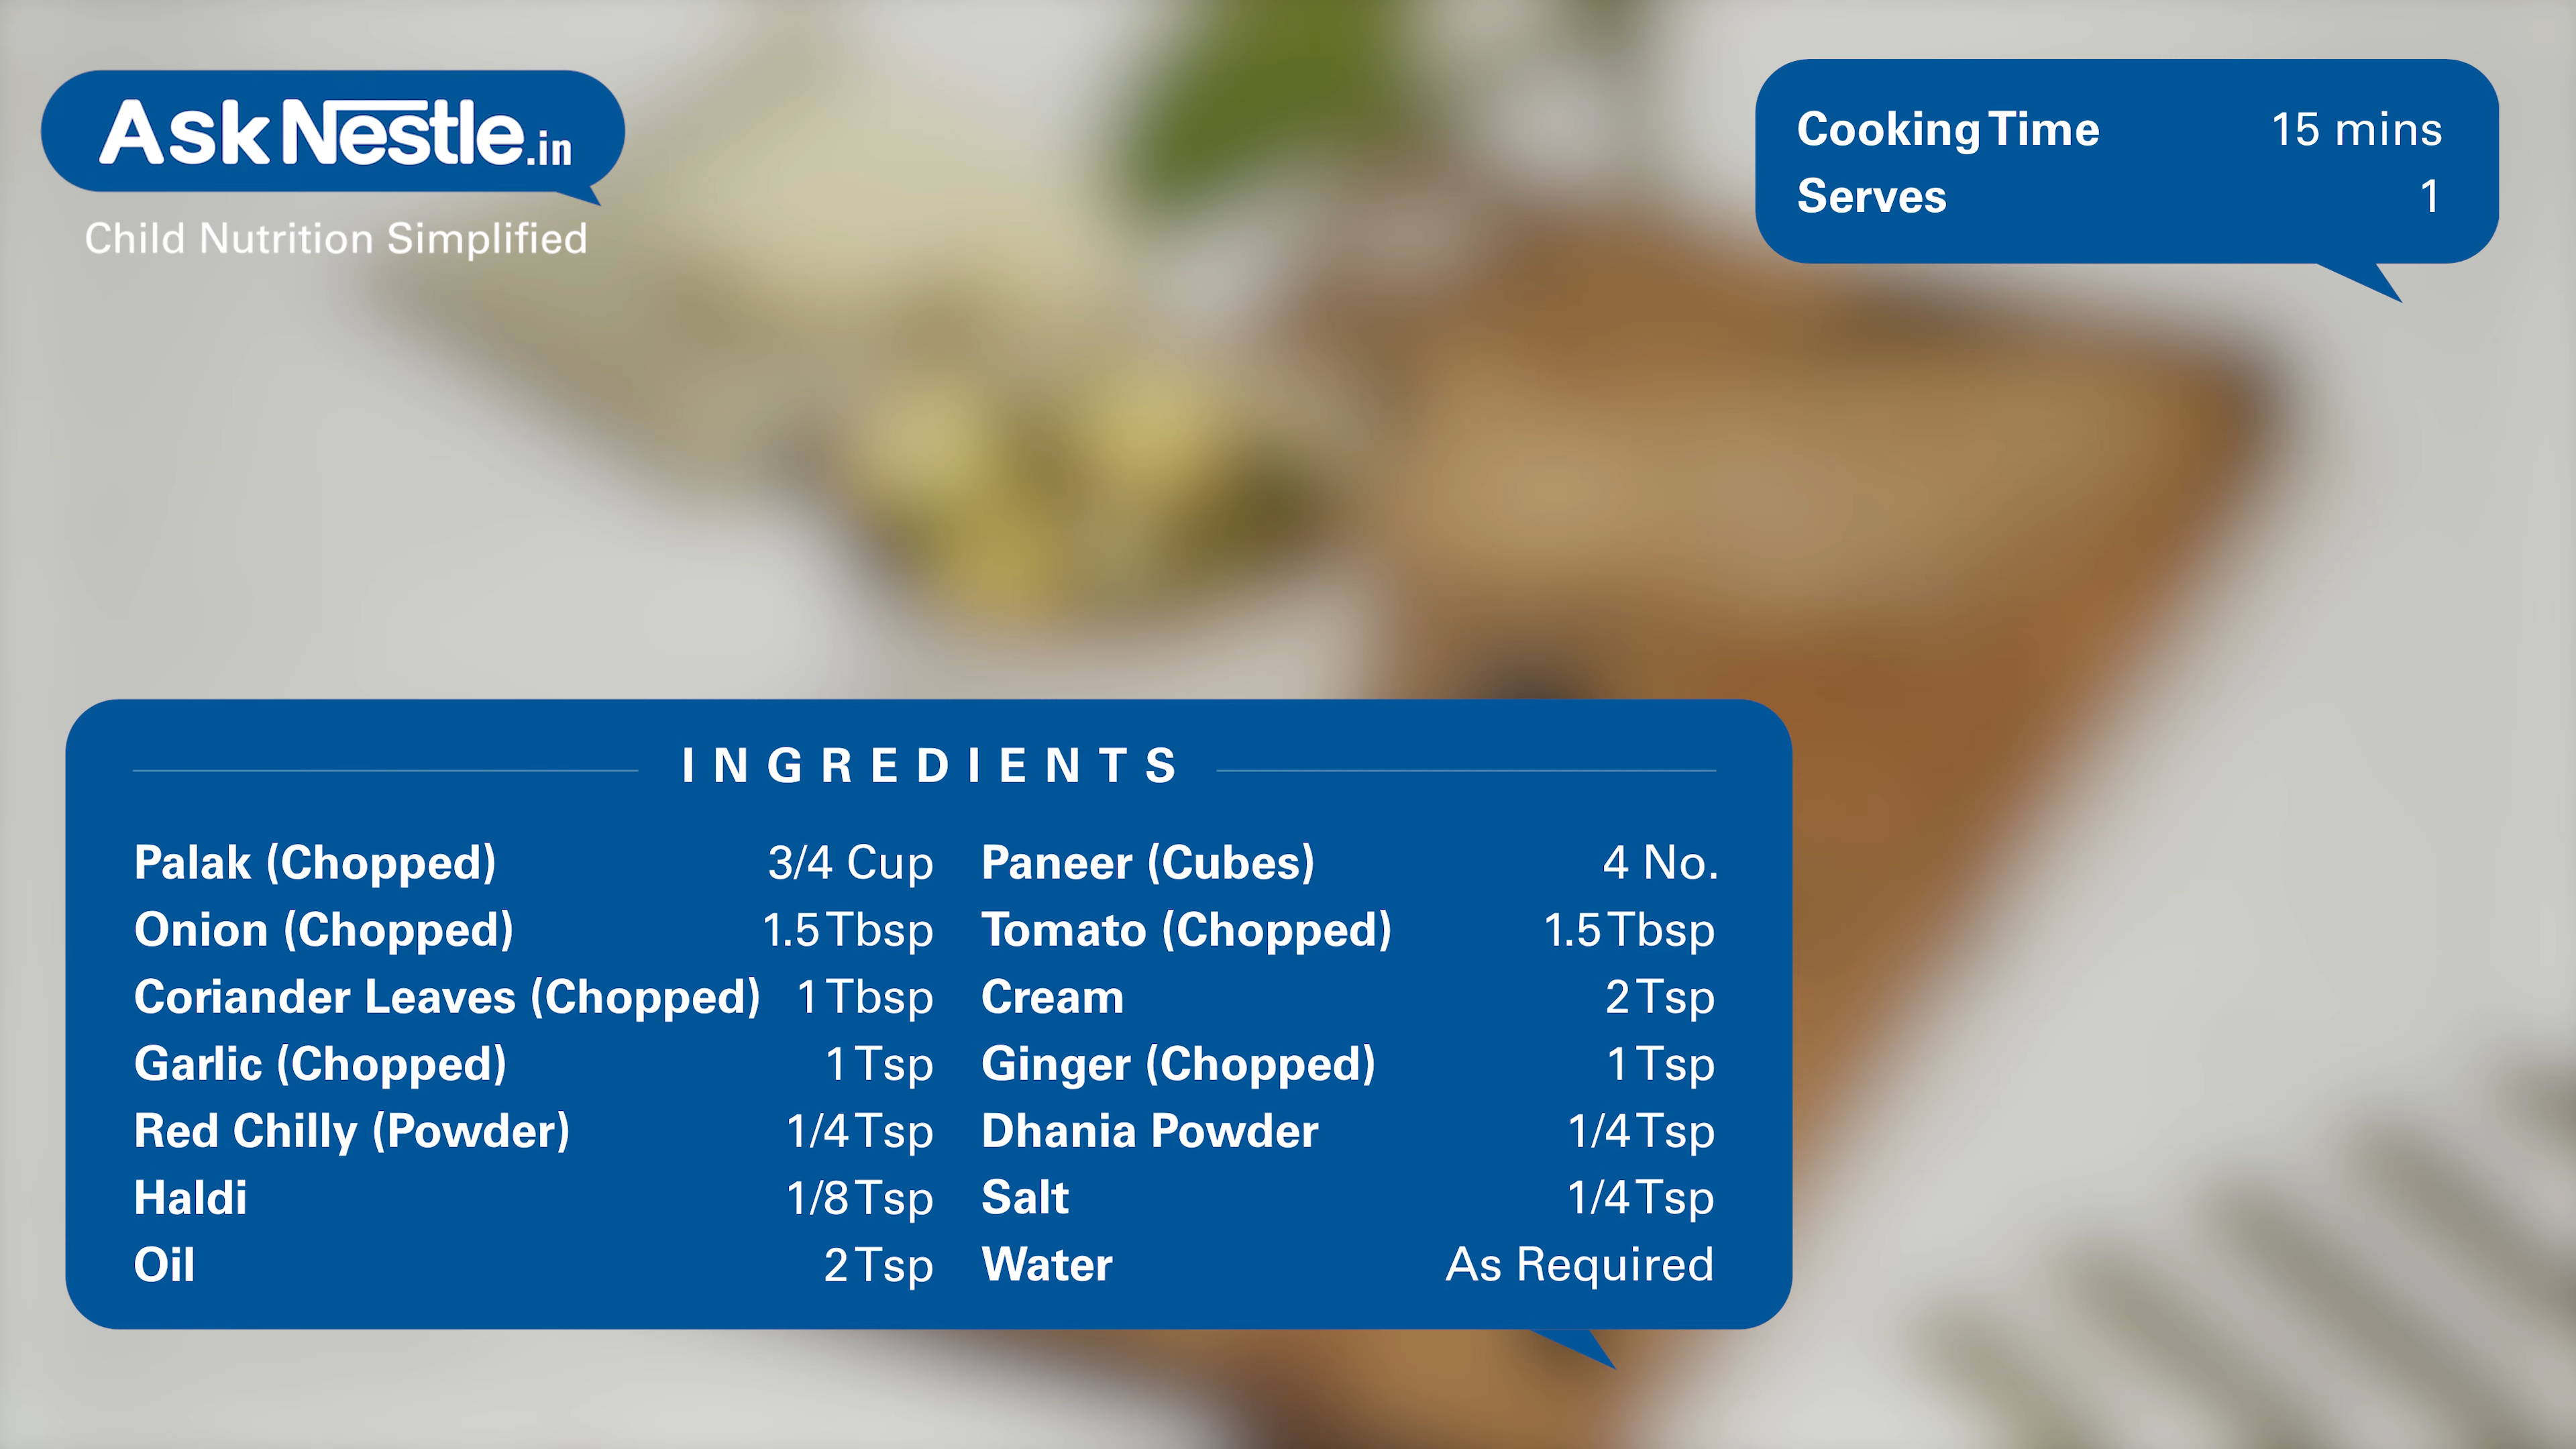 AskNestle.in
Child Nutrition Simplified
Cooking Time 15 mins
Serves 1
INGREDIENTS
Palak (Chopped) 3/4 Cup
Onion (Chopped) 1.5 Tbsp
Coriander Leaves (Chopped) 1 Tbsp
Garlic (Chopped) 1 Tsp
Red Chilly (Powder) 1/4 Tsp
Haldi 1/8 Tsp
Oil 2 Tsp
Paneer (Cubes) 4 No.
Tomato (Chopped) 1.5 Tbsp
Cream 2 Tsp
Ginger (Chopped) 1 Tsp
Dhania Powder 1/4 Tsp
Salt 1/4 Tsp
Water As Required